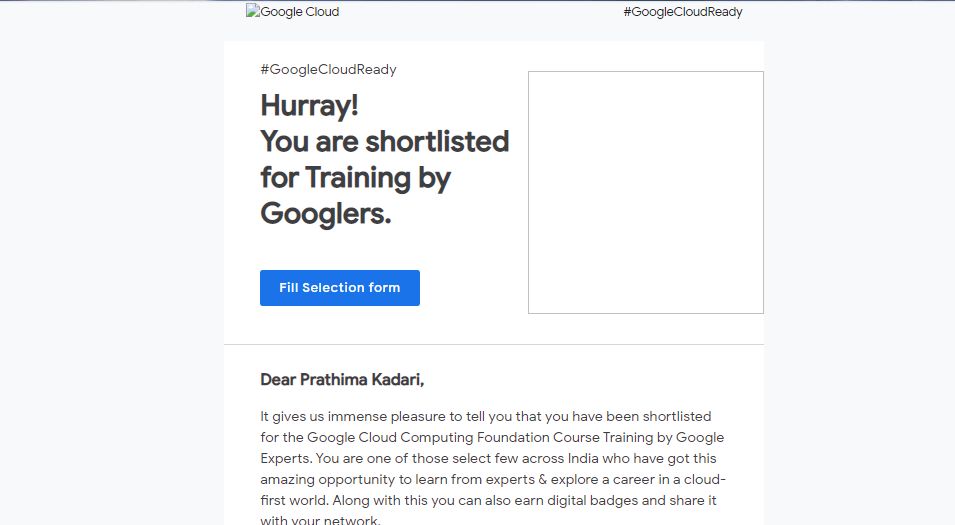 Google Cloud
#GoogleCloudReady
#GoogleCloudReady
Hurray!
You are shortlisted
for Training by
Googlers.
Fill Selection form
Dear Prathima Kadari,
It gives us immense pleasure to tell you that you have been shortlisted
for the Google Cloud Computing Foundation Course Training by Google
Experts. You are one of those select few across India who have got this
amazing opportunity to learn from experts & explore a career in a cloud-
first world. Along with this you can also earn digital badges and share it
with your network.